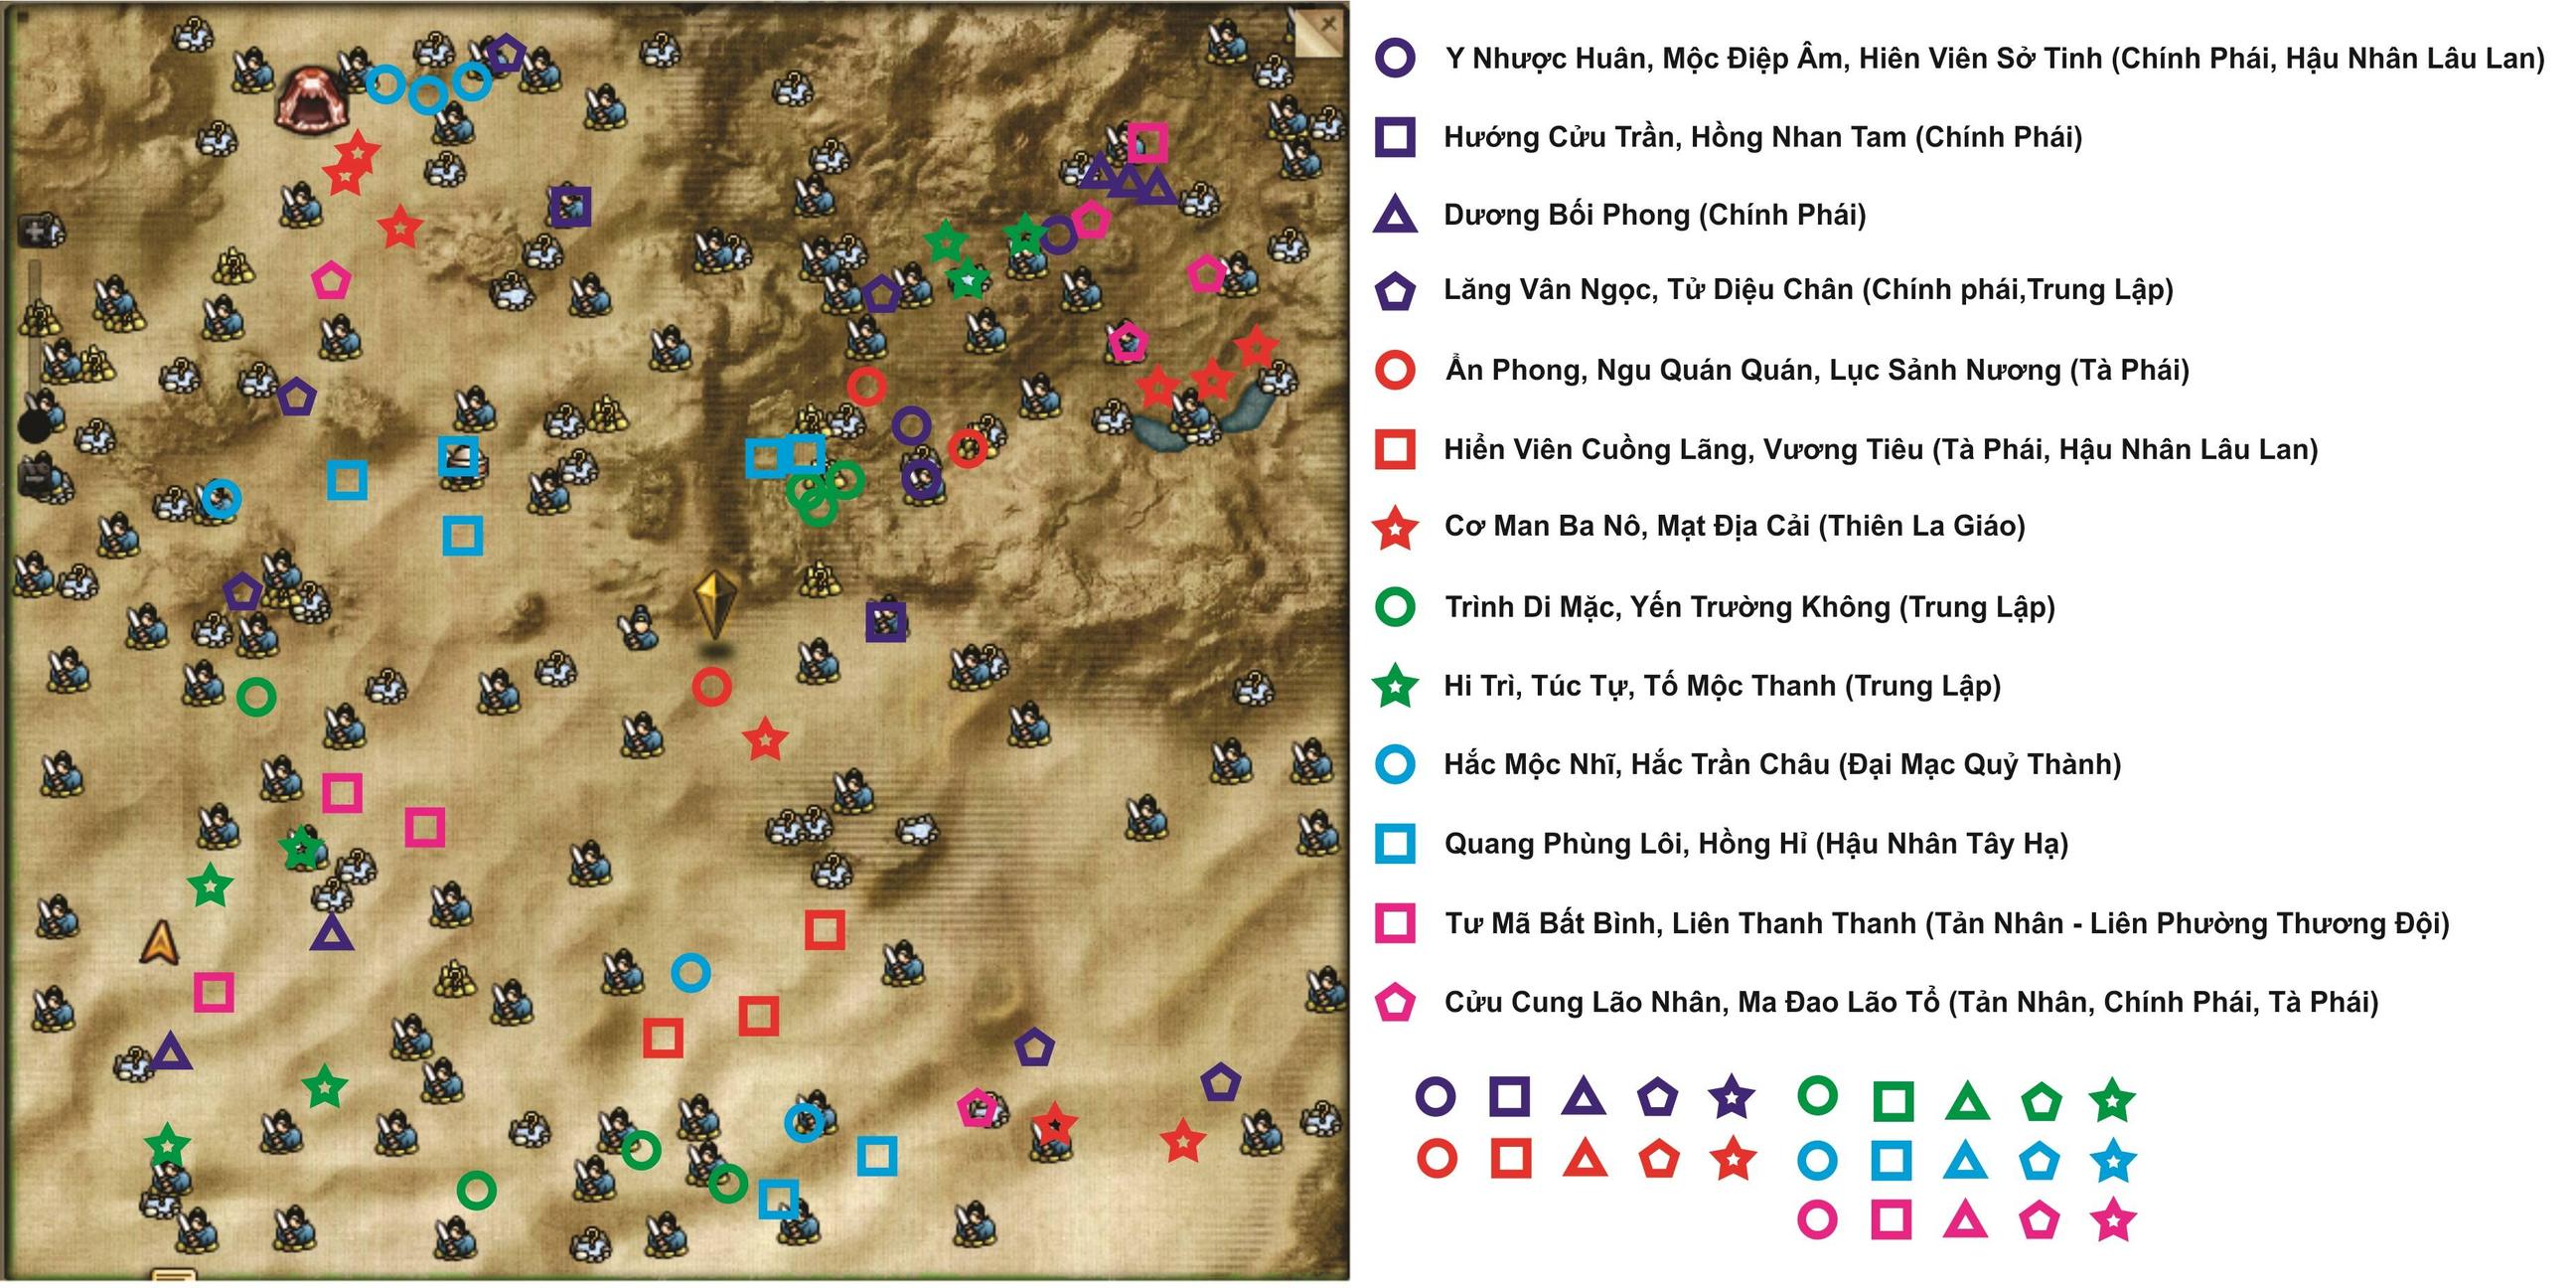 Y Nhược Huân, Mộc Điệp Âm, Hiên Viên Sở Tinh (Chính Phái, Hậu Nhân Lâu Lan)
Hướng Cửu Trần, Hồng Nhan Tam (Chính Phái)
Dương Bối Phong (Chính Phái)
Lăng Vân Ngọc, Tử Diệu Chân (Chính phái,Trung Lập)
Ẩn Phong, Ngu Quán Quán, Lục Sảnh Nương (Tà Phái)
Hiển Viên Cuồng Lãng, Vương Tiêu (Tà Phái, Hậu Nhân Lâu Lan)
Cơ Man Ba Nô, Mạt Địa Cải (Thiên La Giáo)
Trình Di Mặc, Yến Trường Không (Trung Lập)
Hi Trì, Túc Tự, Tố Mộc Thanh (Trung Lập)
Hắc Mộc Nhĩ, Hắc Trần Châu (Đại Mạc Quỷ Thành)
Quang Phùng Lôi, Hồng Hỉ (Hậu Nhân Tây Hạ)
Tư Mã Bất Bình, Liên Thanh Thanh (Tản Nhân - Liên Phường Thương Đội)
Cửu Cung Lão Nhân, Ma Đao Lão Tổ (Tản Nhân, Chính Phái, Tà Phái)